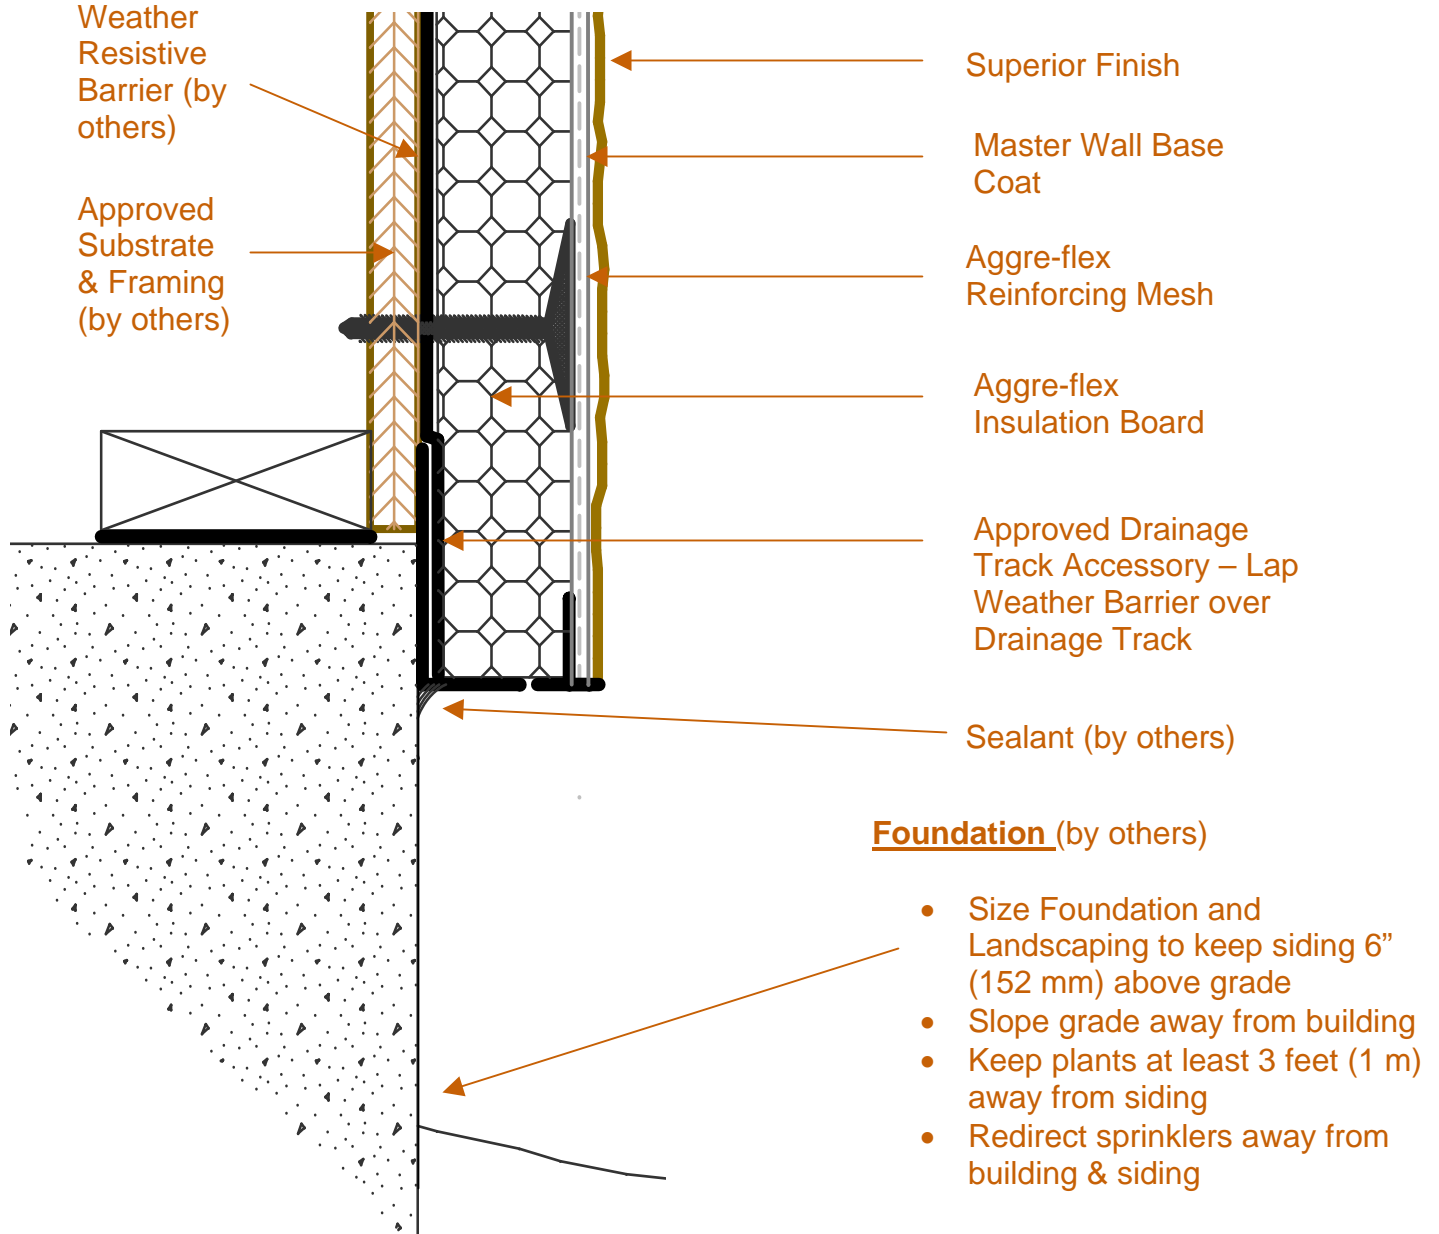 Weather
Resistive
Barrier (by
others)
Approved
Substrate
& Framing
(by others)
Superior Finish
Master Wall Base
Coat
Aggre-flex
Reinforcing Mesh
Aggre-flex
Insulation Board
Approved Drainage
Track Accessory – Lap
Weather Barrier over
Drainage Track
Sealant (by others)
Foundation (by others)
• Size Foundation and
Landscaping to keep siding 6”
(152 mm) above grade
• Slope grade away from building
• Keep plants at least 3 feet (1 m)
away from siding
• Redirect sprinklers away from
building & siding